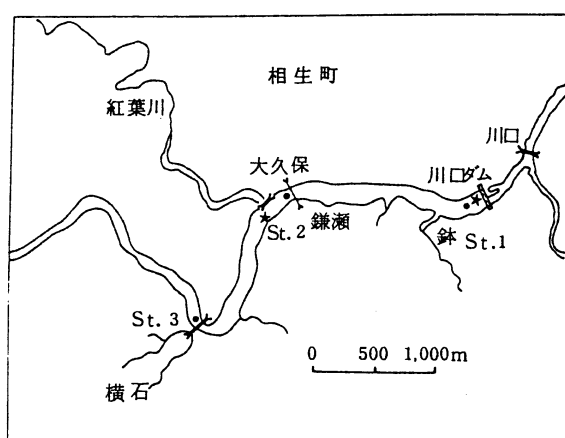 相生町
紅葉川
川口
大久保
川口ダム
St.2
鎌瀬
鉢
St.1
St.3
横石
0 500 1,000m